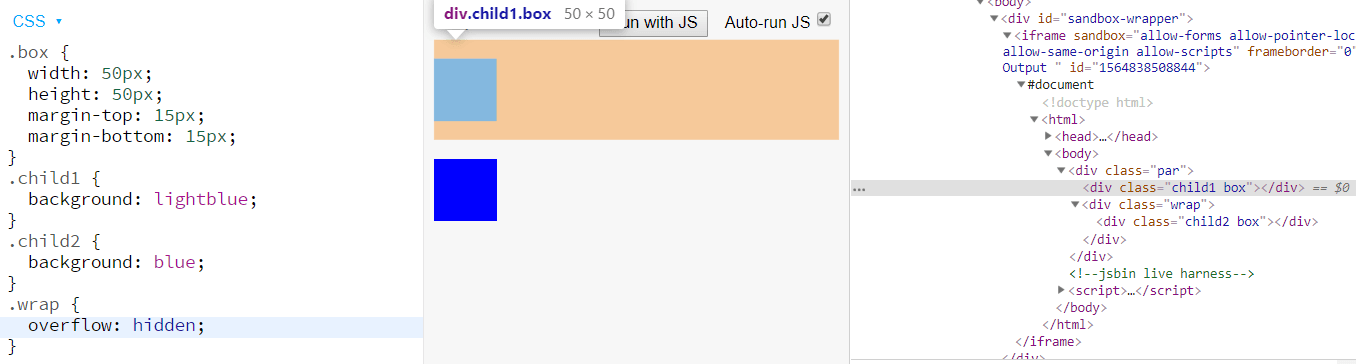 CSS ▾
.box {
width: 50px;
height: 50px;
margin-top: 15px;
margin-bottom: 15px;
}
.child1 {
background: lightblue;
}
.child2 {
background: blue;
}
.wrap {
overflow: hidden;
}
div.child1.box 50 × 50
un with JS
Auto-run JS
<body>
▼<div id="sandbox-wrapper">
▼<iframe sandbox="allow-forms allow-pointer-loc
allow-same-origin allow-scripts" frameborder="0"
Output " id="1564838508844">
▼#document
<!doctype html>
▼<html>
▶<head>…</head>
▼<body>
▼<div class="par">
… <div class="child1 box"></div> == $0
▼<div class="wrap">
<div class="child2 box"></div>
</div>
</div>
<!--jsbin live harness-->
▶<script>…</script>
</body>
</html>
</iframe>
</div>